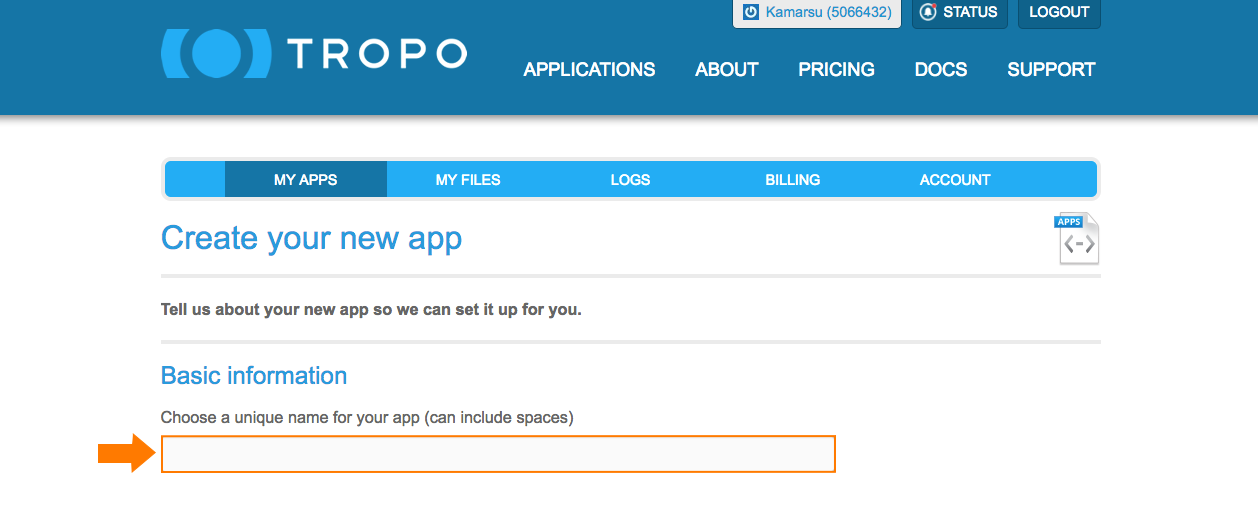 Kamarsu (5066432) STATUS LOGOUT
TROPO
APPLICATIONS ABOUT PRICING DOCS SUPPORT
MY APPS MY FILES LOGS BILLING ACCOUNT
Create your new app
APPS
Tell us about your new app so we can set it up for you.
Basic information
Choose a unique name for your app (can include spaces)